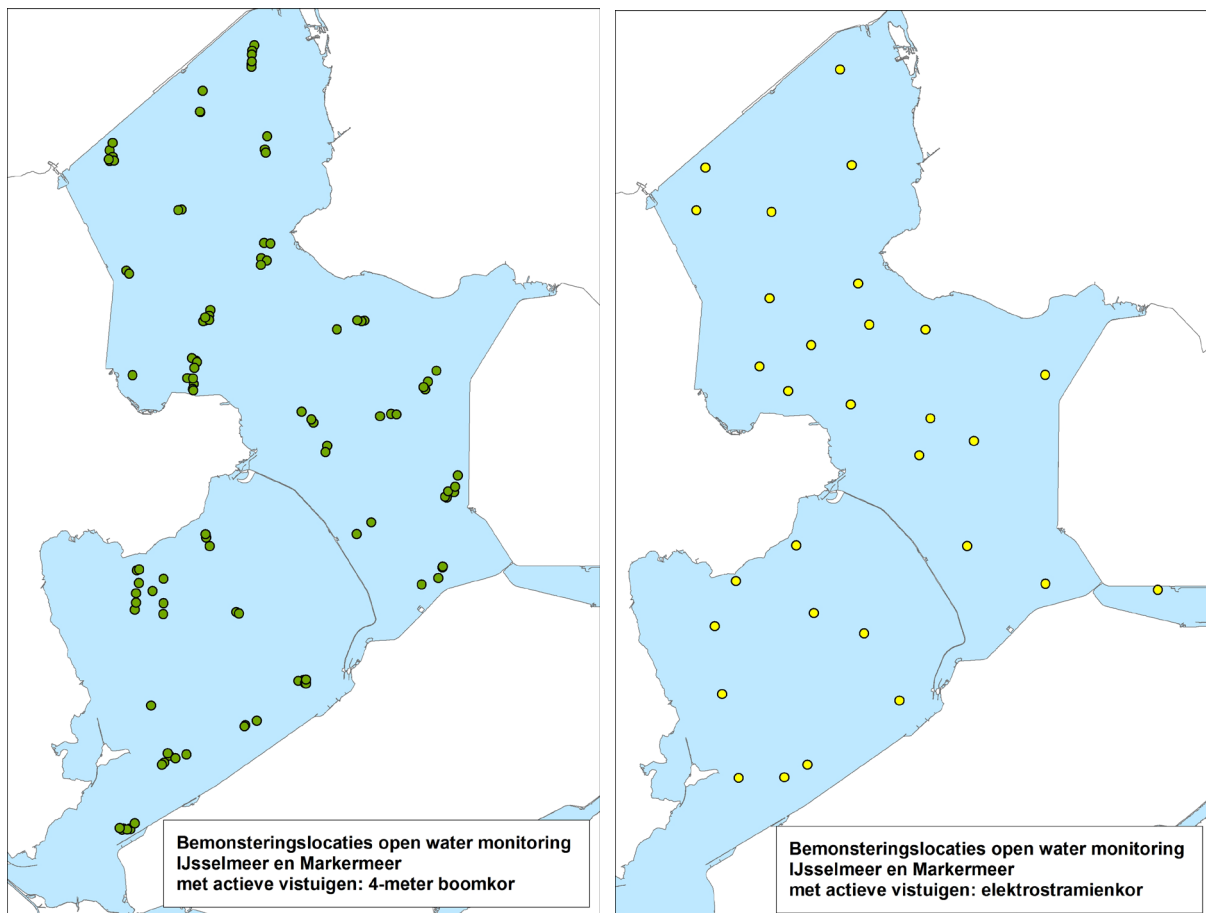 Bemonsteringslocaties open water monitoring
IJsselmeer en Markermeer
met actieve vistuigen: 4-meter boomkor
Bemonsteringslocaties open water monitoring
IJsselmeer en Markermeer
met actieve vistuigen: elektrostramienkor